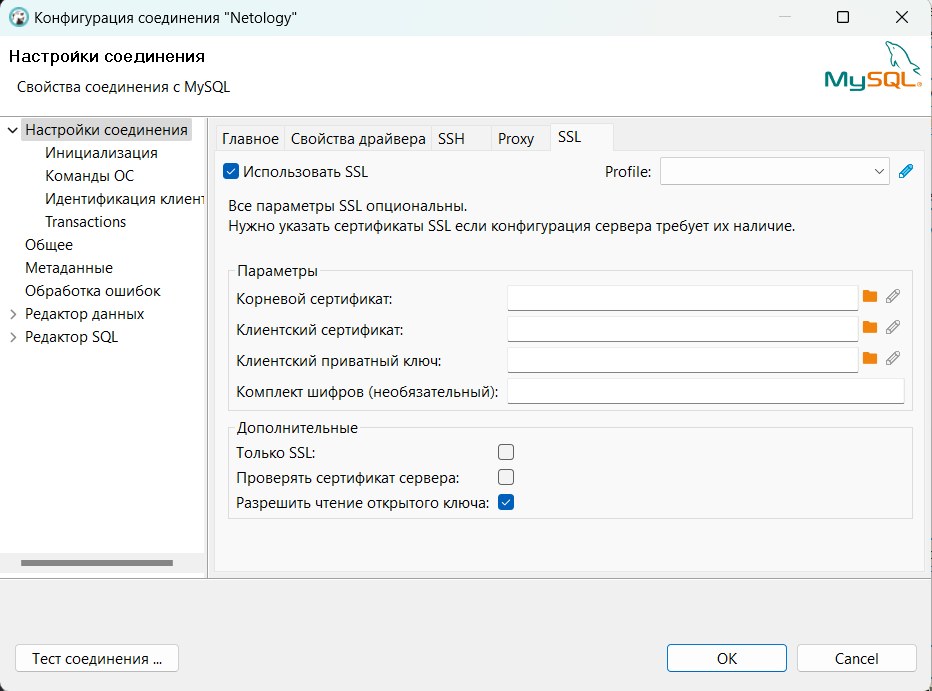 Конфигурация соединения "Netology"
Настройки соединения
Свойства соединения с MySQL
MySQL®
Настройки соединения
Инициализация
Команды ОС
Идентификация клиент
Transactions
Общее
Метаданные
Обработка ошибок
Редактор данных
Редактор SQL
Главное Свойства драйвера SSH Proxy SSL
Использовать SSL Profile:
Все параметры SSL опциональны.
Нужно указать сертификаты SSL если конфигурация сервера требует их наличие.
Параметры
Корневой сертификат:
Клиентский сертификат:
Клиентский приватный ключ:
Комплект шифров (необязательный):
Дополнительные
Только SSL:
Проверять сертификат сервера:
Разрешить чтение открытого ключа:
Тест соединения ... OK Cancel